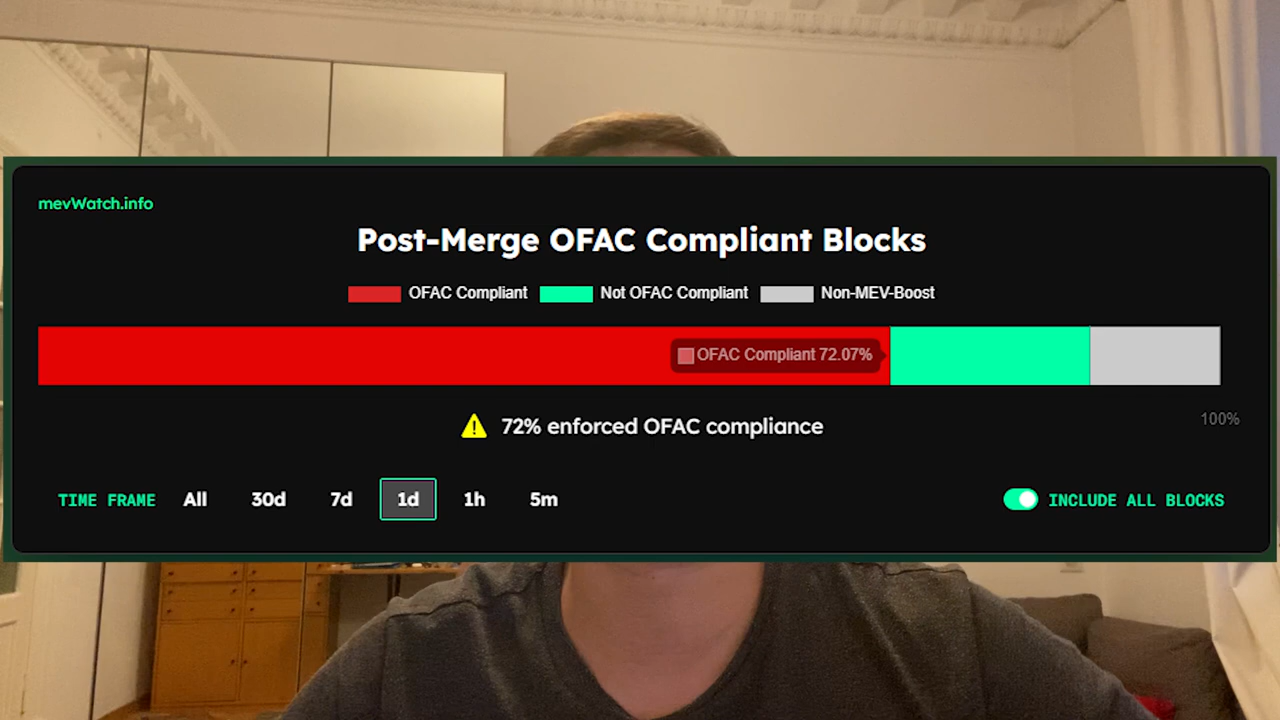 mevWatch.info
Post-Merge OFAC Compliant Blocks
OFAC Compliant Not OFAC Compliant Non-MEV-Boost
OFAC Compliant 72.07%
72% enforced OFAC compliance
100%
TIME FRAME All 30d 7d 1d 1h 5m INCLUDE ALL BLOCKS